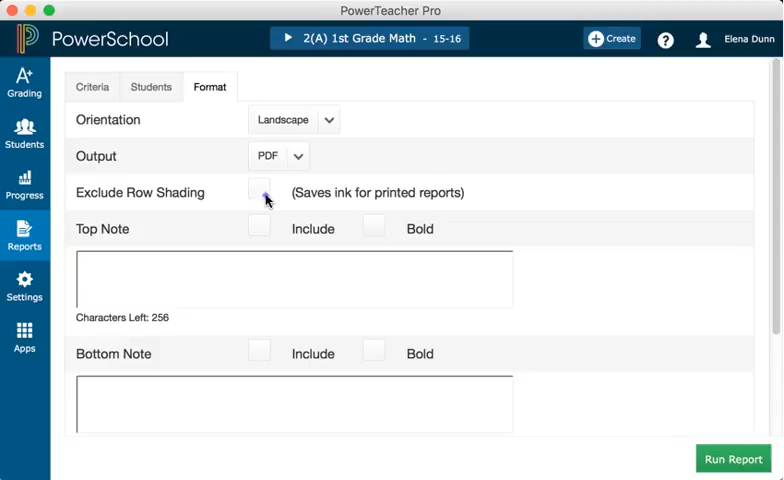 PowerTeacher Pro
PowerSchool
2(A) 1st Grade Math - 15-16
Create
?
Elena Dunn
A+
Grading
Students
Progress
Reports
Settings
Apps
Criteria
Students
Format
Orientation
Landscape
Output
PDF
Exclude Row Shading
(Saves ink for printed reports)
Top Note
Include
Bold
Characters Left: 256
Bottom Note
Include
Bold
Run Report